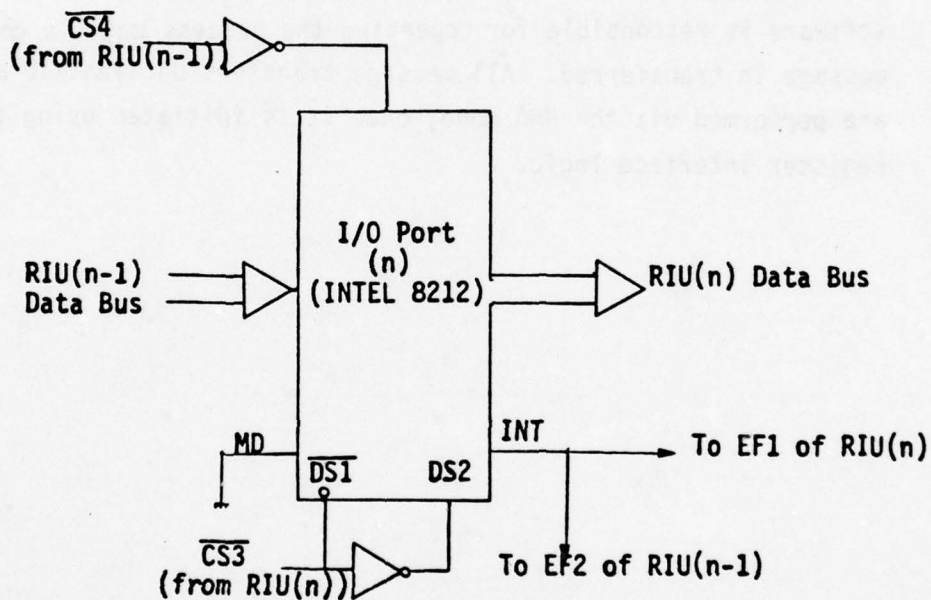 CS4
(from RIU(n-1)
I/O Port
(n)
(INTEL 8212)
RIU(n-1)
Data Bus
RIU(n) Data Bus
MD
INT
DS1
DS2
To EF1 of RIU(n)
CS3
(from RIU(n))
To EF2 of RIU(n-1)